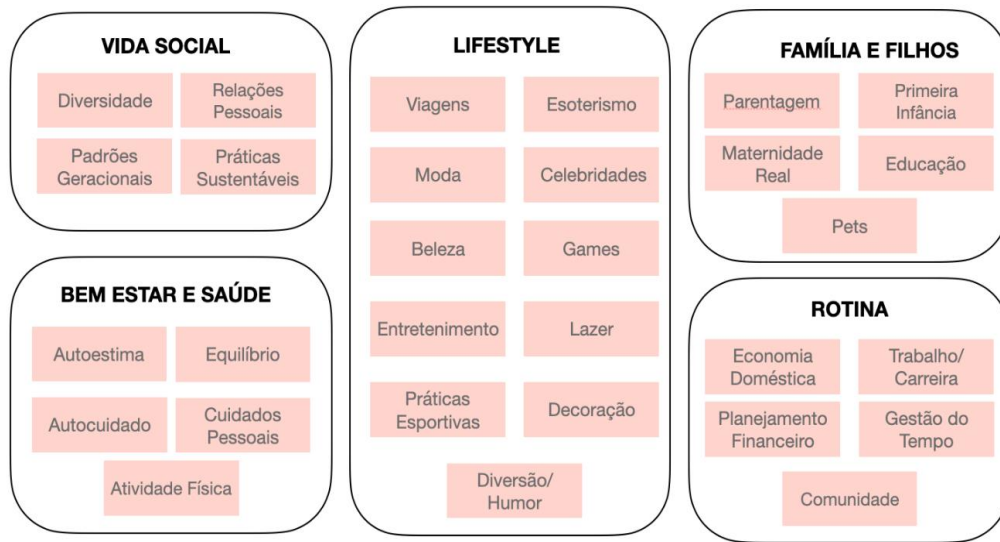 VIDA SOCIAL
Diversidade
Relações
Pessoais
Padrões
Geracionais
Práticas
Sustentáveis
BEM ESTAR E SAÚDE
Autoestima
Equilíbrio
Autocuidado
Cuidados
Pessoais
Atividade Física
LIFESTYLE
Viagens
Esoterismo
Moda
Celebridades
Beleza
Games
Entretenimento
Lazer
Práticas
Esportivas
Decoração
Diversão/
Humor
FAMÍLIA E FILHOS
Parentagem
Primeira
Infância
Maternidade
Real
Educação
Pets
ROTINA
Economia
Doméstica
Trabalho/
Carreira
Planejamento
Financeiro
Gestão do
Tempo
Comunidade